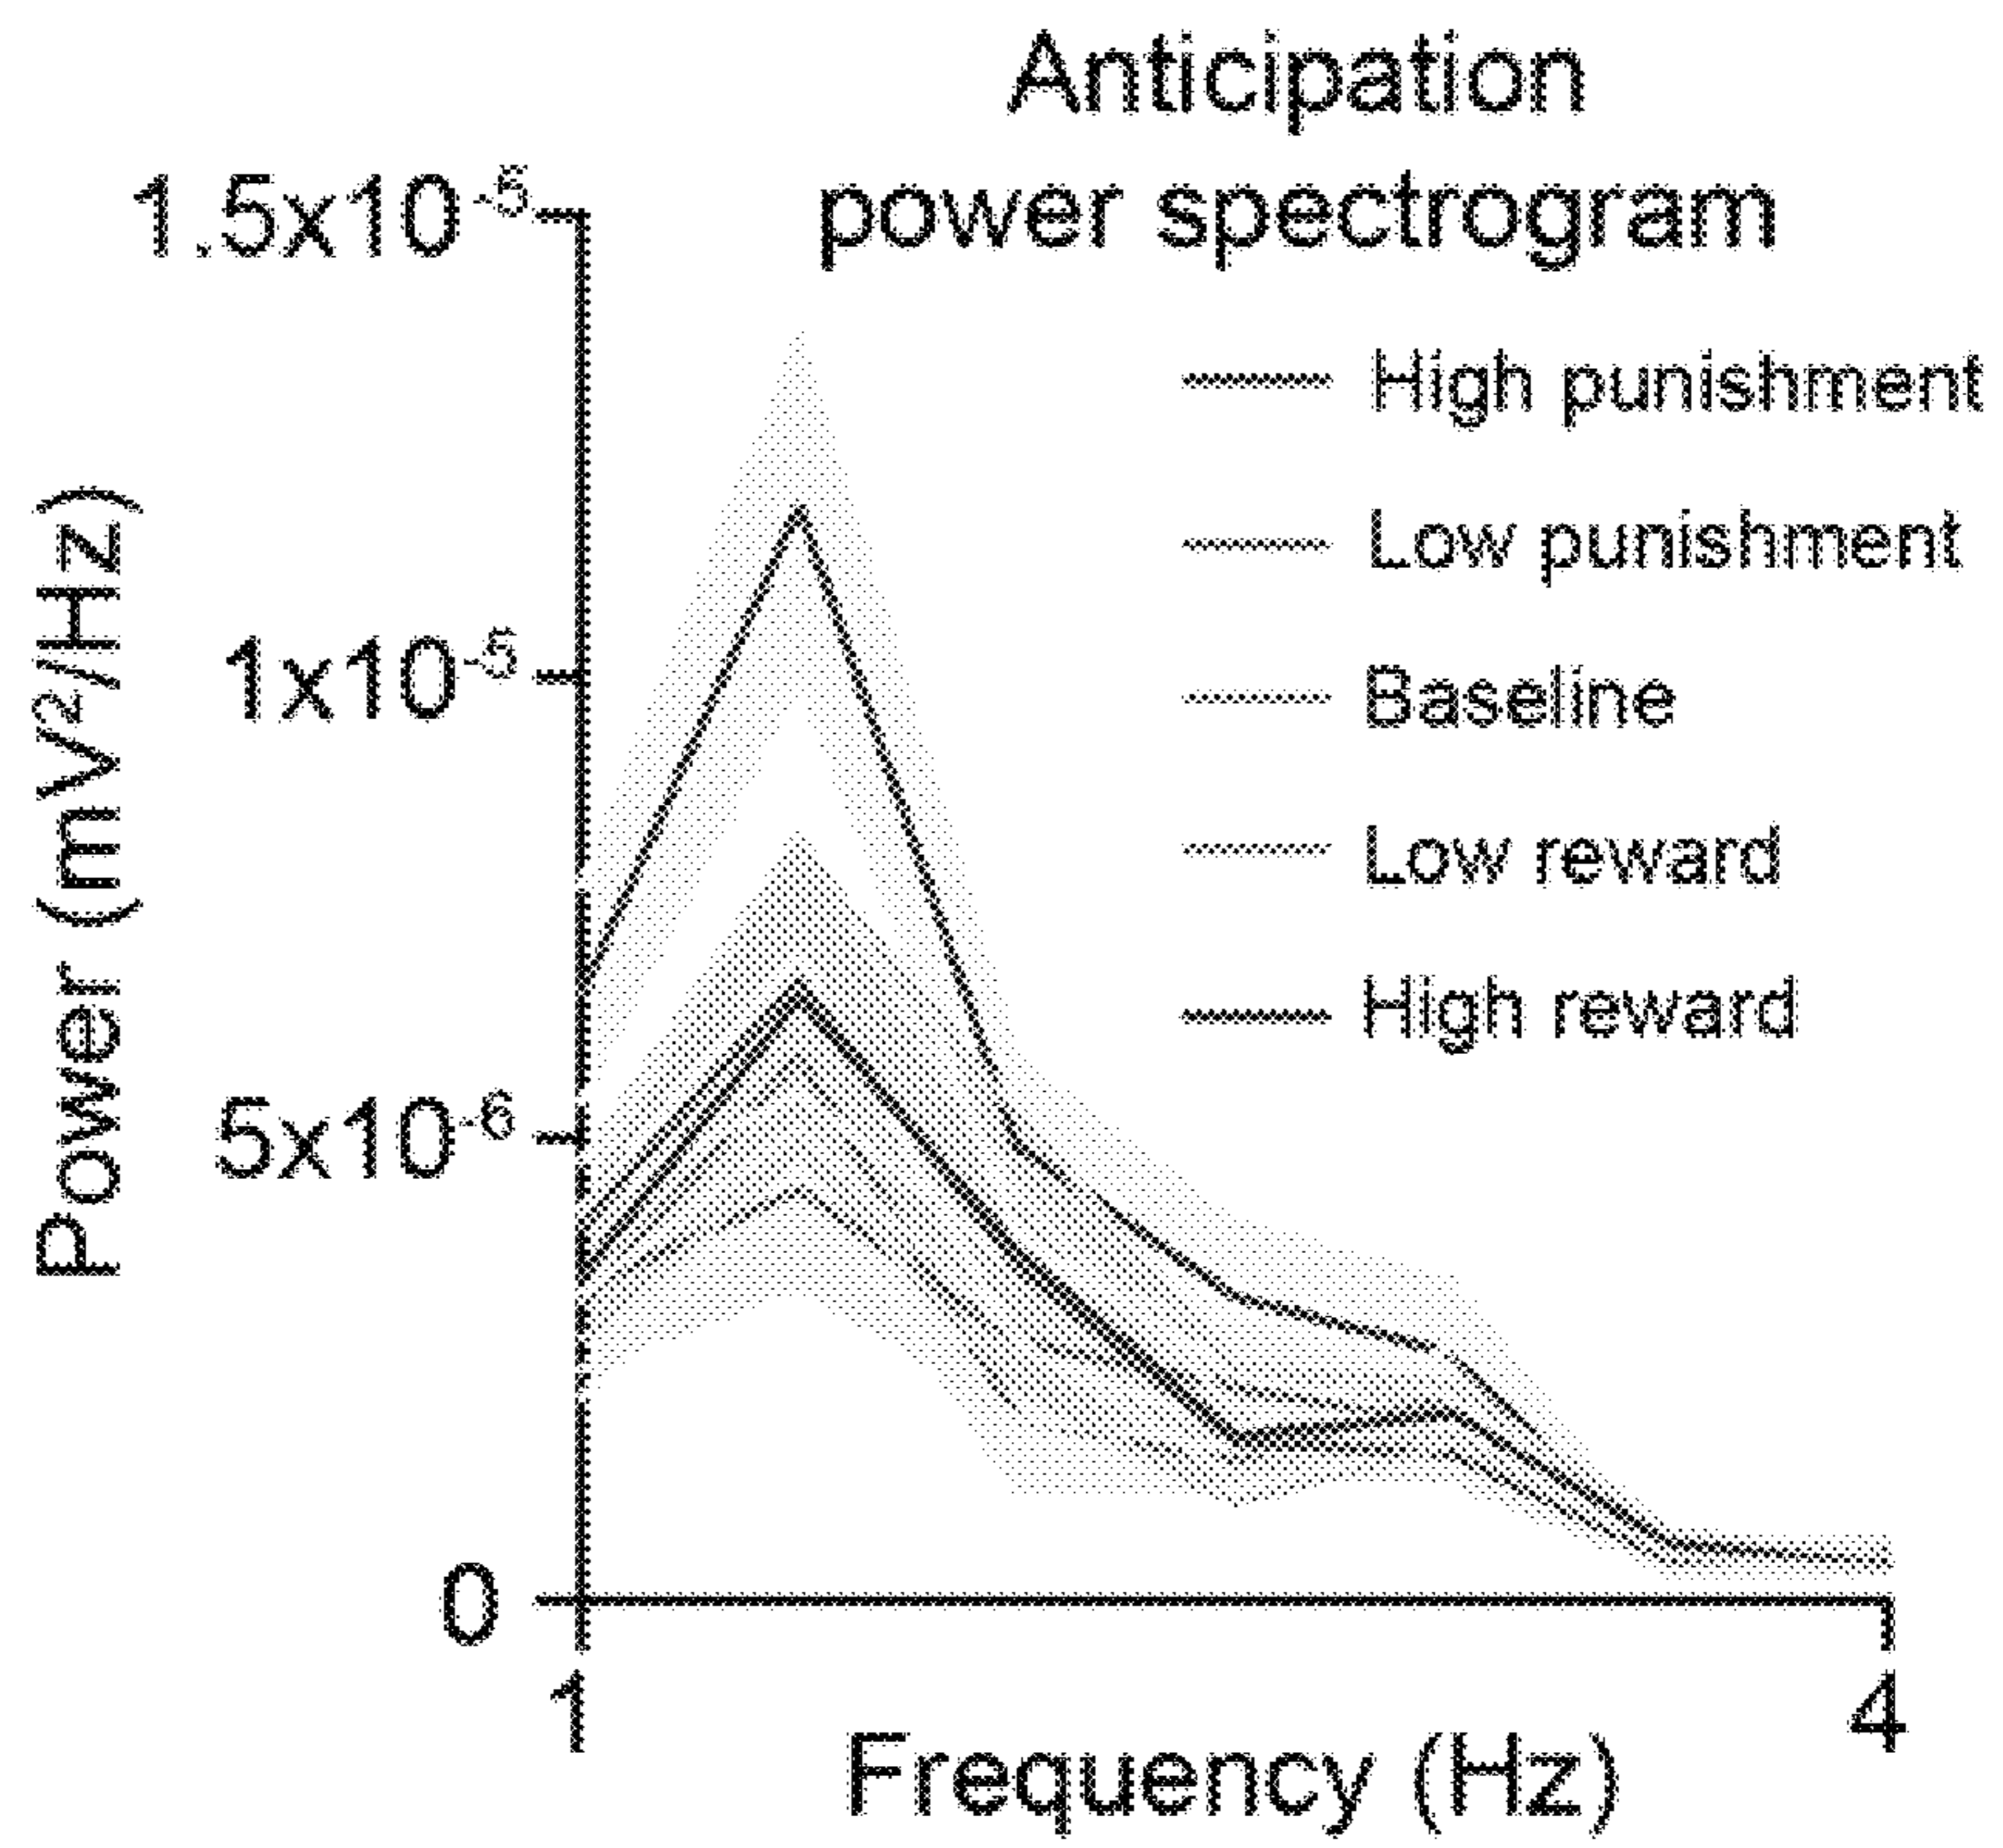 Anticipation
power spectrogram
1.5x10⁻⁵
1x10⁻⁵
5x10⁻⁶
0
Power (mV²/Hz)
High punishment
Low punishment
Baseline
Low reward
High reward
1
4
Frequency (Hz)